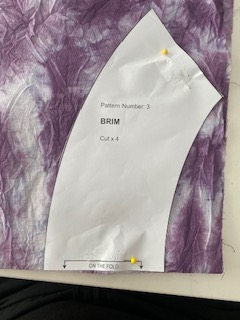 Pattern Number: 3
BRIM
Cut x 4
ON THE FOLD